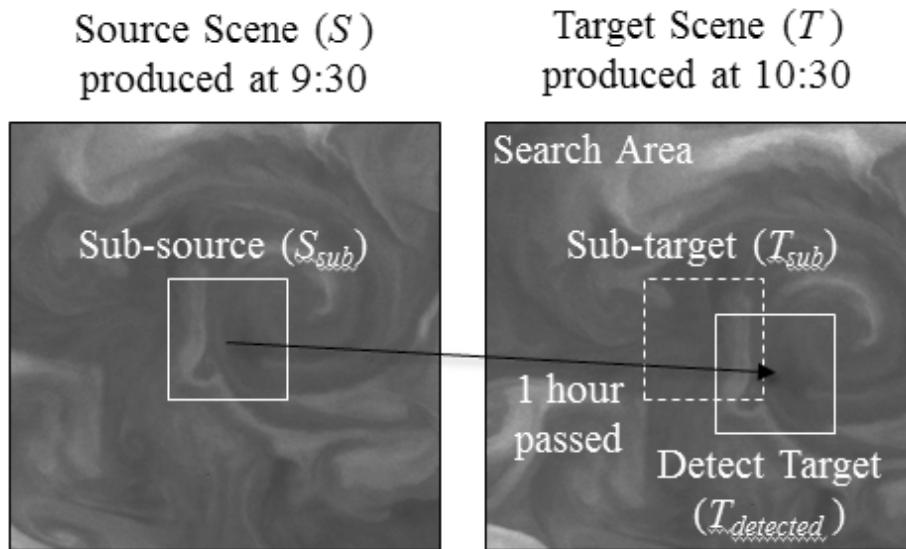 Source Scene (S)
produced at 9:30
Target Scene (T)
produced at 10:30
Search Area
Sub-source (Ssub)
Sub-target (Tsub)
1 hour
passed
Detect Target
(Tdetected)